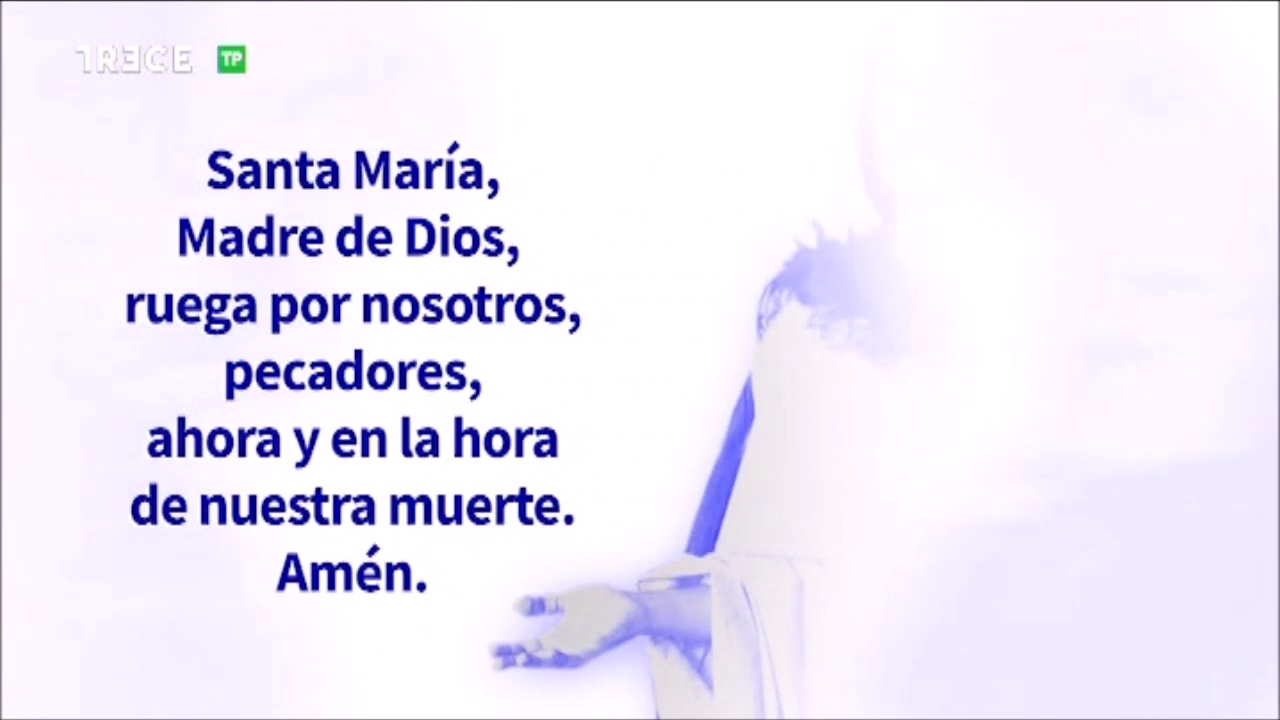 TRECE TP
Santa María,
Madre de Dios,
ruega por nosotros,
pecadores,
ahora y en la hora
de nuestra muerte.
Amén.